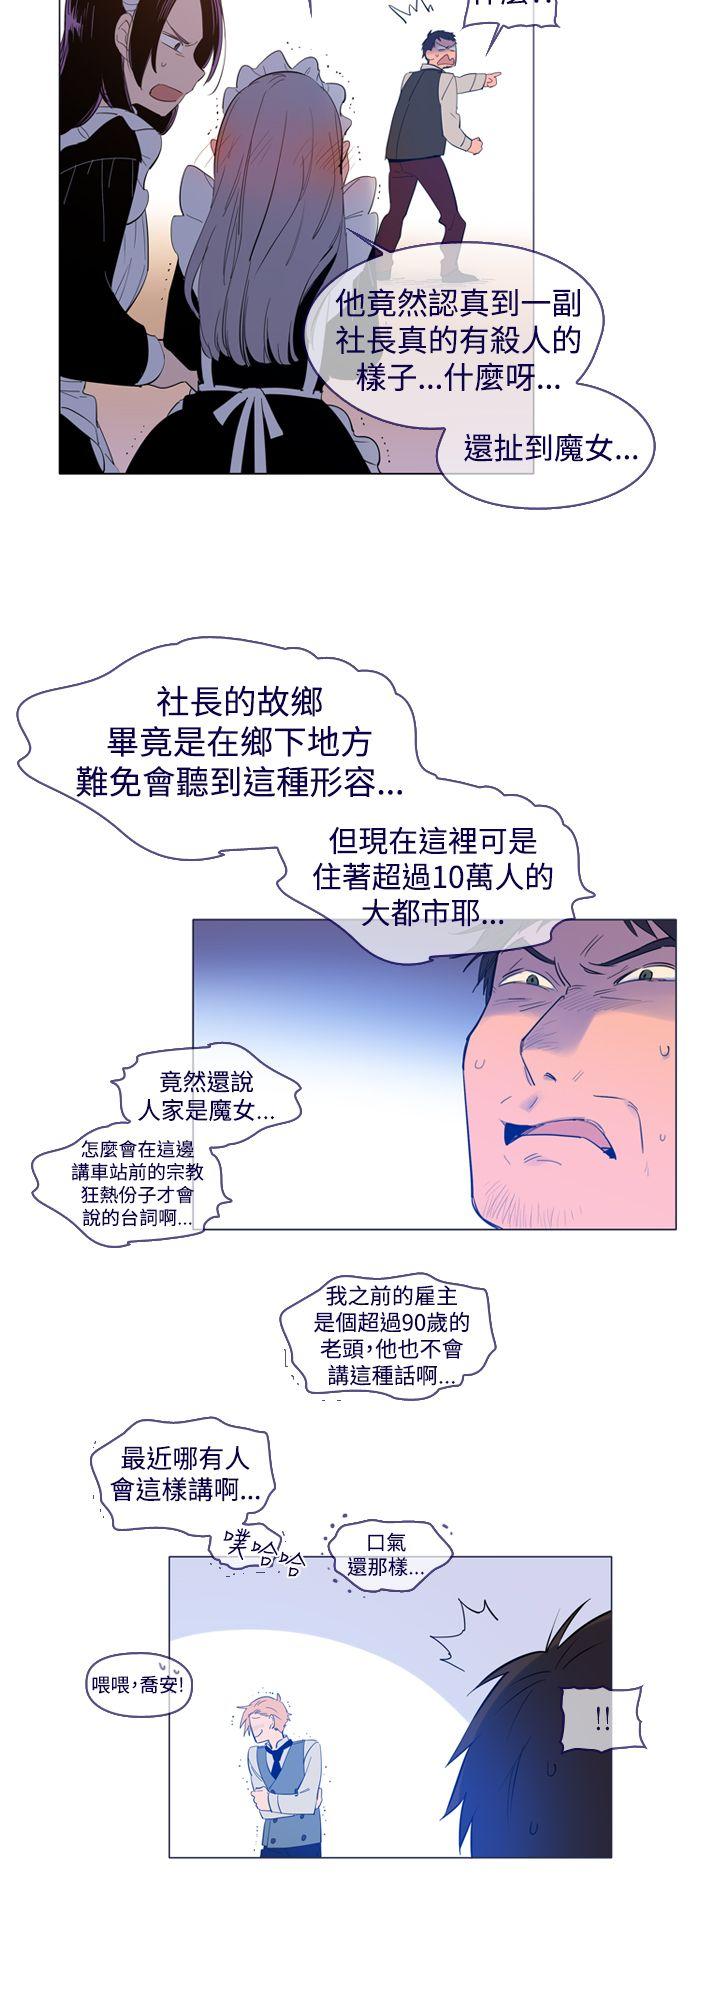 什麼?!
他竟然認真到一副
社長真的有殺人的
樣子...什麼呀...
還扯到魔女...
社長的故鄉
畢竟是在鄉下地方
難免會聽到這種形容...
但現在這裡可是
住著超過10萬人的
大都市耶...
竟然還說
人家是魔女...
怎麼會在這邊
講車站前的宗教
狂熱份子才會
說的台詞啊...
我之前的雇主
是個超過90歲的
老頭,他也不會
講這種話啊...
最近哪有人
會這樣講啊...
噗哈哈
口氣
還那樣...
喂喂,喬安!
!!